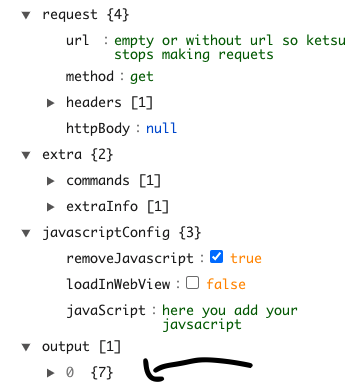 ▼ request {4}
url : empty or without url so ketsu
stops making requets
method : get
► headers [1]
httpBody : null
▼ extra {2}
► commands [1]
► extraInfo [1]
▼ javascriptConfig {3}
removeJavascript : ☑ true
loadInWebView : ☐ false
javaScript : here you add your
javsacript
▼ output [1]
► 0 {7}